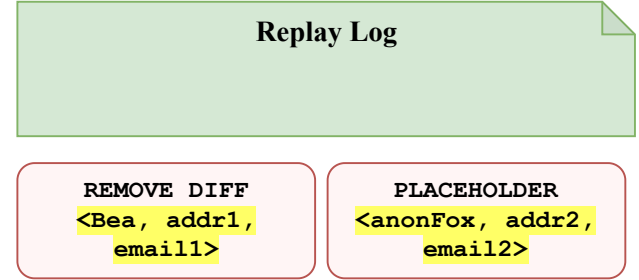 Replay Log
REMOVE DIFF
<Bea, addr1,
email1>
PLACEHOLDER
<anonFox, addr2,
email2>